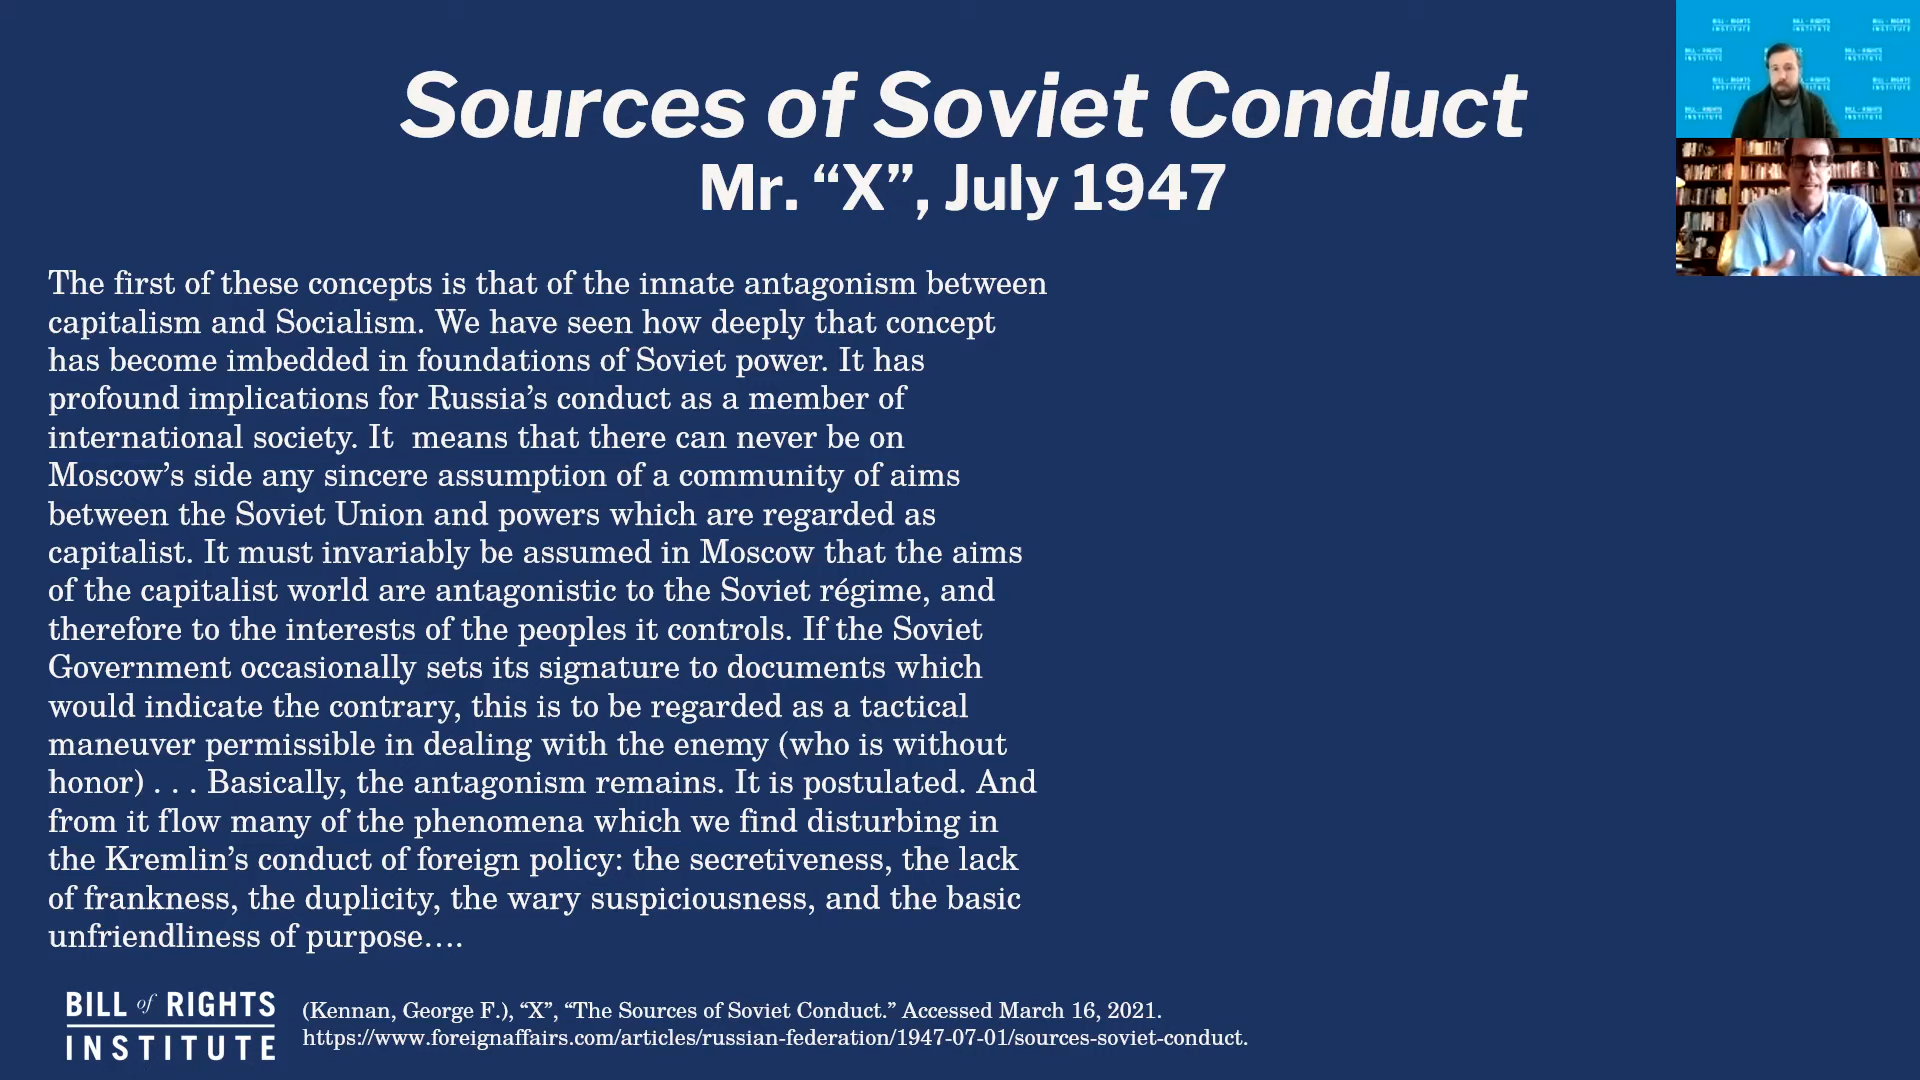 Sources of Soviet Conduct
Mr. “X”, July 1947
The first of these concepts is that of the innate antagonism between
capitalism and Socialism. We have seen how deeply that concept
has become imbedded in foundations of Soviet power. It has
profound implications for Russia’s conduct as a member of
international society. It  means that there can never be on
Moscow’s side any sincere assumption of a community of aims
between the Soviet Union and powers which are regarded as
capitalist. It must invariably be assumed in Moscow that the aims
of the capitalist world are antagonistic to the Soviet régime, and
therefore to the interests of the peoples it controls. If the Soviet
Government occasionally sets its signature to documents which
would indicate the contrary, this is to be regarded as a tactical
maneuver permissible in dealing with the enemy (who is without
honor) . . . Basically, the antagonism remains. It is postulated. And
from it flow many of the phenomena which we find disturbing in
the Kremlin’s conduct of foreign policy: the secretiveness, the lack
of frankness, the duplicity, the wary suspiciousness, and the basic
unfriendliness of purpose….
BILL of RIGHTS
INSTITUTE
(Kennan, George F.), “X”, “The Sources of Soviet Conduct.” Accessed March 16, 2021.
https://www.foreignaffairs.com/articles/russian-federation/1947-07-01/sources-soviet-conduct.
BILL of RIGHTS
INSTITUTE